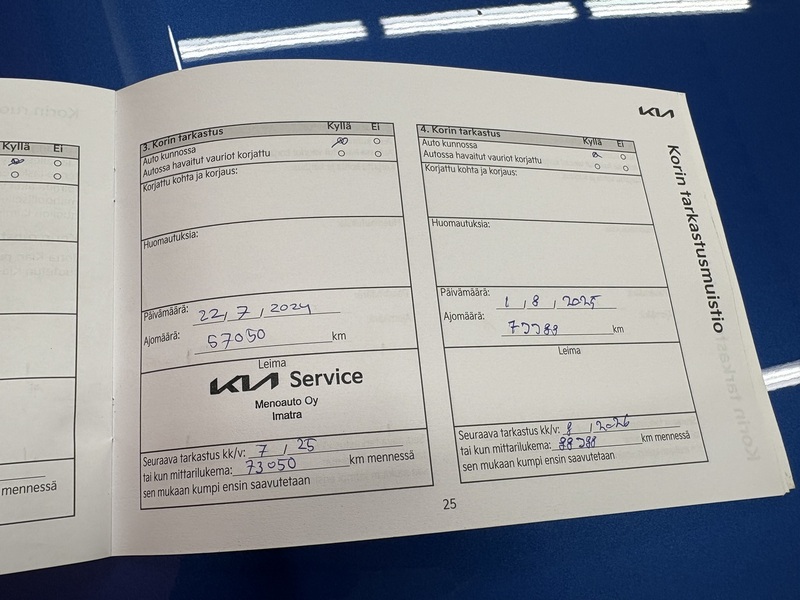 Kyllä Ei
mennessä
3. Korin tarkastus Kyllä Ei
Auto kunnossa
Autossa havaitut vauriot korjattu
Korjattu kohta ja korjaus:
Huomautuksia:
Päivämäärä: 22, 7, 2024
Ajomäärä: 57050 km
Leima
KIA Service
Menoauto Oy
Imatra
Seuraava tarkastus kk/v: 7 / 25
tai kun mittarilukema: 73050 km mennessä
sen mukaan kumpi ensin saavutetaan
4. Korin tarkastus Kyllä Ei
Auto kunnossa
Autossa havaitut vauriot korjattu
Korjattu kohta ja korjaus:
Huomautuksia:
Päivämäärä: 1, 8, 2025
Ajomäärä: km
Leima
Seuraava tarkastus kk/v: 8, 2026
tai kun mittarilukema: km mennessä
sen mukaan kumpi ensin saavutetaan
KIA
Korin tarkastusmuistio
25